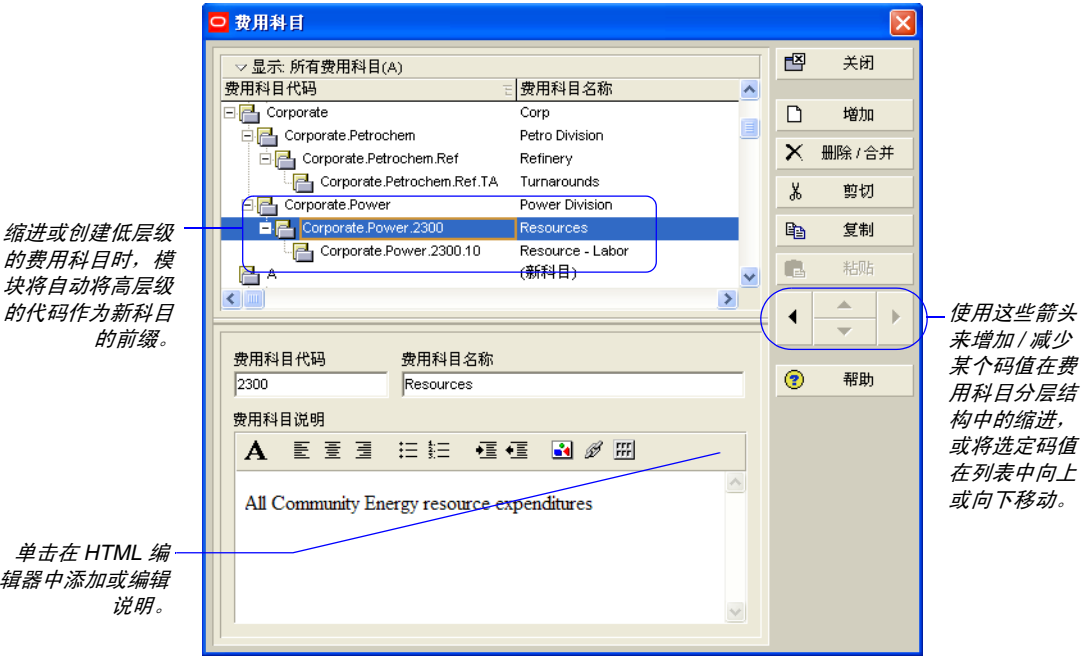 费用科目
显示: 所有费用科目(A)
费用科目代码 费用科目名称
Corporate Corp
Corporate.Petrochem Petro Division
Corporate.Petrochem.Ref Refinery
Corporate.Petrochem.Ref.TA Turnarounds
Corporate.Power Power Division
Corporate.Power.2300 Resources
Corporate.Power.2300.10 Resource - Labor
A (新科目)
关闭
增加
删除 / 合并
剪切
复制
粘贴
帮助
费用科目代码 费用科目名称
2300 Resources
费用科目说明
A
All Community Energy resource expenditures
缩进或创建低层级
的费用科目时，模
块将自动将高层级
的代码作为新科目
的前缀。
单击在 HTML 编
辑器中添加或编辑
说明。
使用这些箭头
来增加 / 减少
某个码值在费
用科目分层结
构中的缩进，
或将选定码值
在列表中向上
或向下移动。